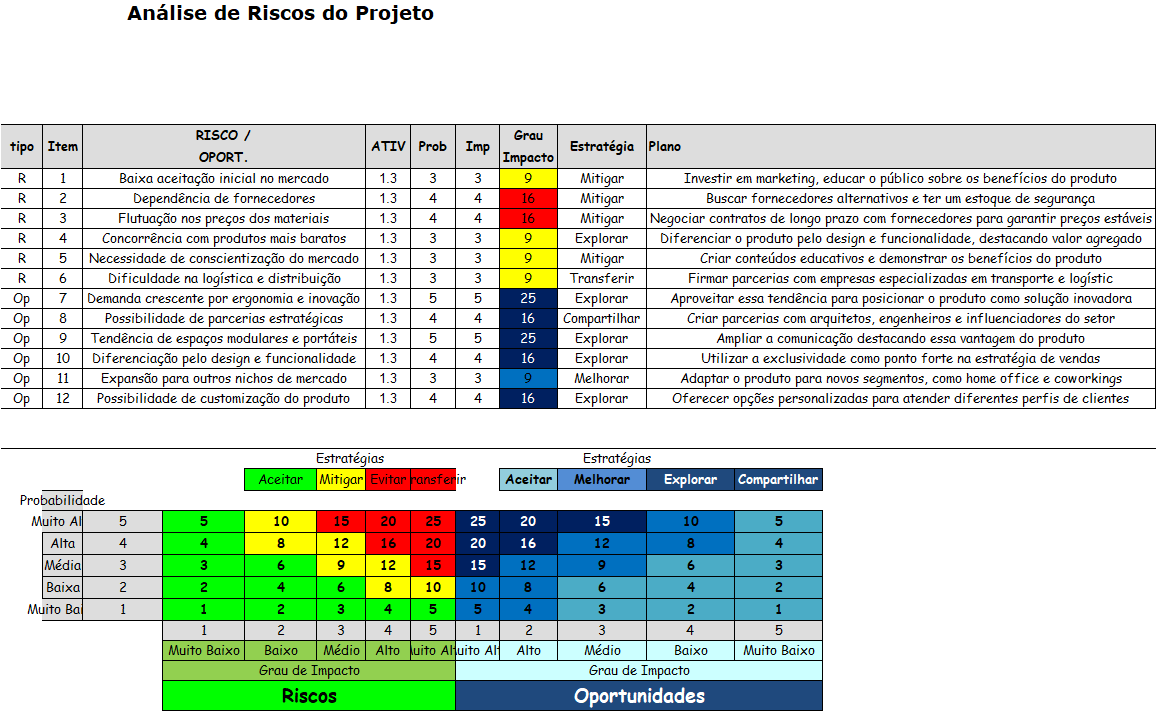 Análise de Riscos do Projeto
tipo Item RISCO / OPORT. ATIV Prob Imp Grau Impacto Estratégia Plano
R 1 Baixa aceitação inicial no mercado 1.3 3 3 9 Mitigar Investir em marketing, educar o público sobre os benefícios do produto
R 2 Dependência de fornecedores 1.3 4 4 16 Mitigar Buscar fornecedores alternativos e ter um estoque de segurança
R 3 Flutuação nos preços dos materiais 1.3 4 4 16 Mitigar Negociar contratos de longo prazo com fornecedores para garantir preços estáveis
R 4 Concorrência com produtos mais baratos 1.3 3 3 9 Explorar Diferenciar o produto pelo design e funcionalidade, destacando valor agregado
R 5 Necessidade de conscientização do mercado 1.3 3 3 9 Mitigar Criar conteúdos educativos e demonstrar os benefícios do produto
R 6 Dificuldade na logística e distribuição 1.3 3 3 9 Transferir Firmar parcerias com empresas especializadas em transporte e logístic
Op 7 Demanda crescente por ergonomia e inovação 1.3 5 5 25 Explorar Aproveitar essa tendência para posicionar o produto como solução inovadora
Op 8 Possibilidade de parcerias estratégicas 1.3 4 4 16 Compartilhar Criar parcerias com arquitetos, engenheiros e influenciadores do setor
Op 9 Tendência de espaços modulares e portáteis 1.3 5 5 25 Explorar Ampliar a comunicação destacando essa vantagem do produto
Op 10 Diferenciação pelo design e funcionalidade 1.3 4 4 16 Explorar Utilizar a exclusividade como ponto forte na estratégia de vendas
Op 11 Expansão para outros nichos de mercado 1.3 3 3 9 Melhorar Adaptar o produto para novos segmentos, como home office e coworkings
Op 12 Possibilidade de customização do produto 1.3 4 4 16 Explorar Oferecer opções personalizadas para atender diferentes perfis de clientes
Estratégias Estratégias
Aceitar Mitigar Evitar ransferir Aceitar Melhorar Explorar Compartilhar
Probabilidade
Muito Al 5 5 10 15 20 25 25 20 15 10 5
Alta 4 4 8 12 16 20 20 16 12 8 4
Média 3 3 6 9 12 15 15 12 9 6 3
Baixa 2 2 4 6 8 10 10 8 6 4 2
Muito Bai 1 1 2 3 4 5 5 4 3 2 1
1 2 3 4 5 1 2 3 4 5
Muito Baixo Baixo Médio Alto uito Al uito Alt Alto Médio Baixo Muito Baixo
Grau de Impacto Grau de Impacto
Riscos Oportunidades